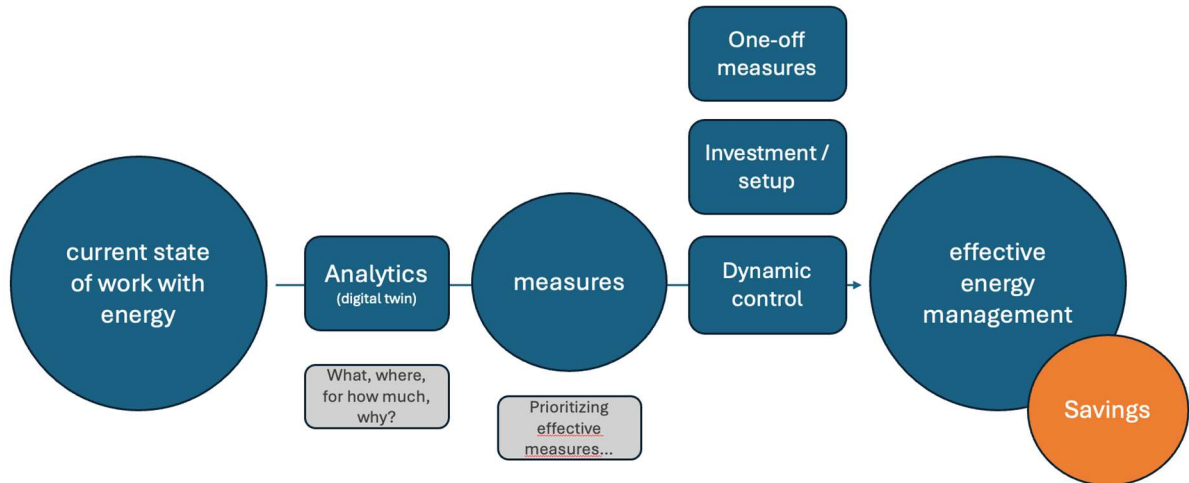 current state
of work with
energy
Analytics
(digital twin)
What, where,
for how much,
why?
measures
Prioritizing
effective
measures...
One-off
measures
Investment /
setup
Dynamic
control
effective
energy
management
Savings